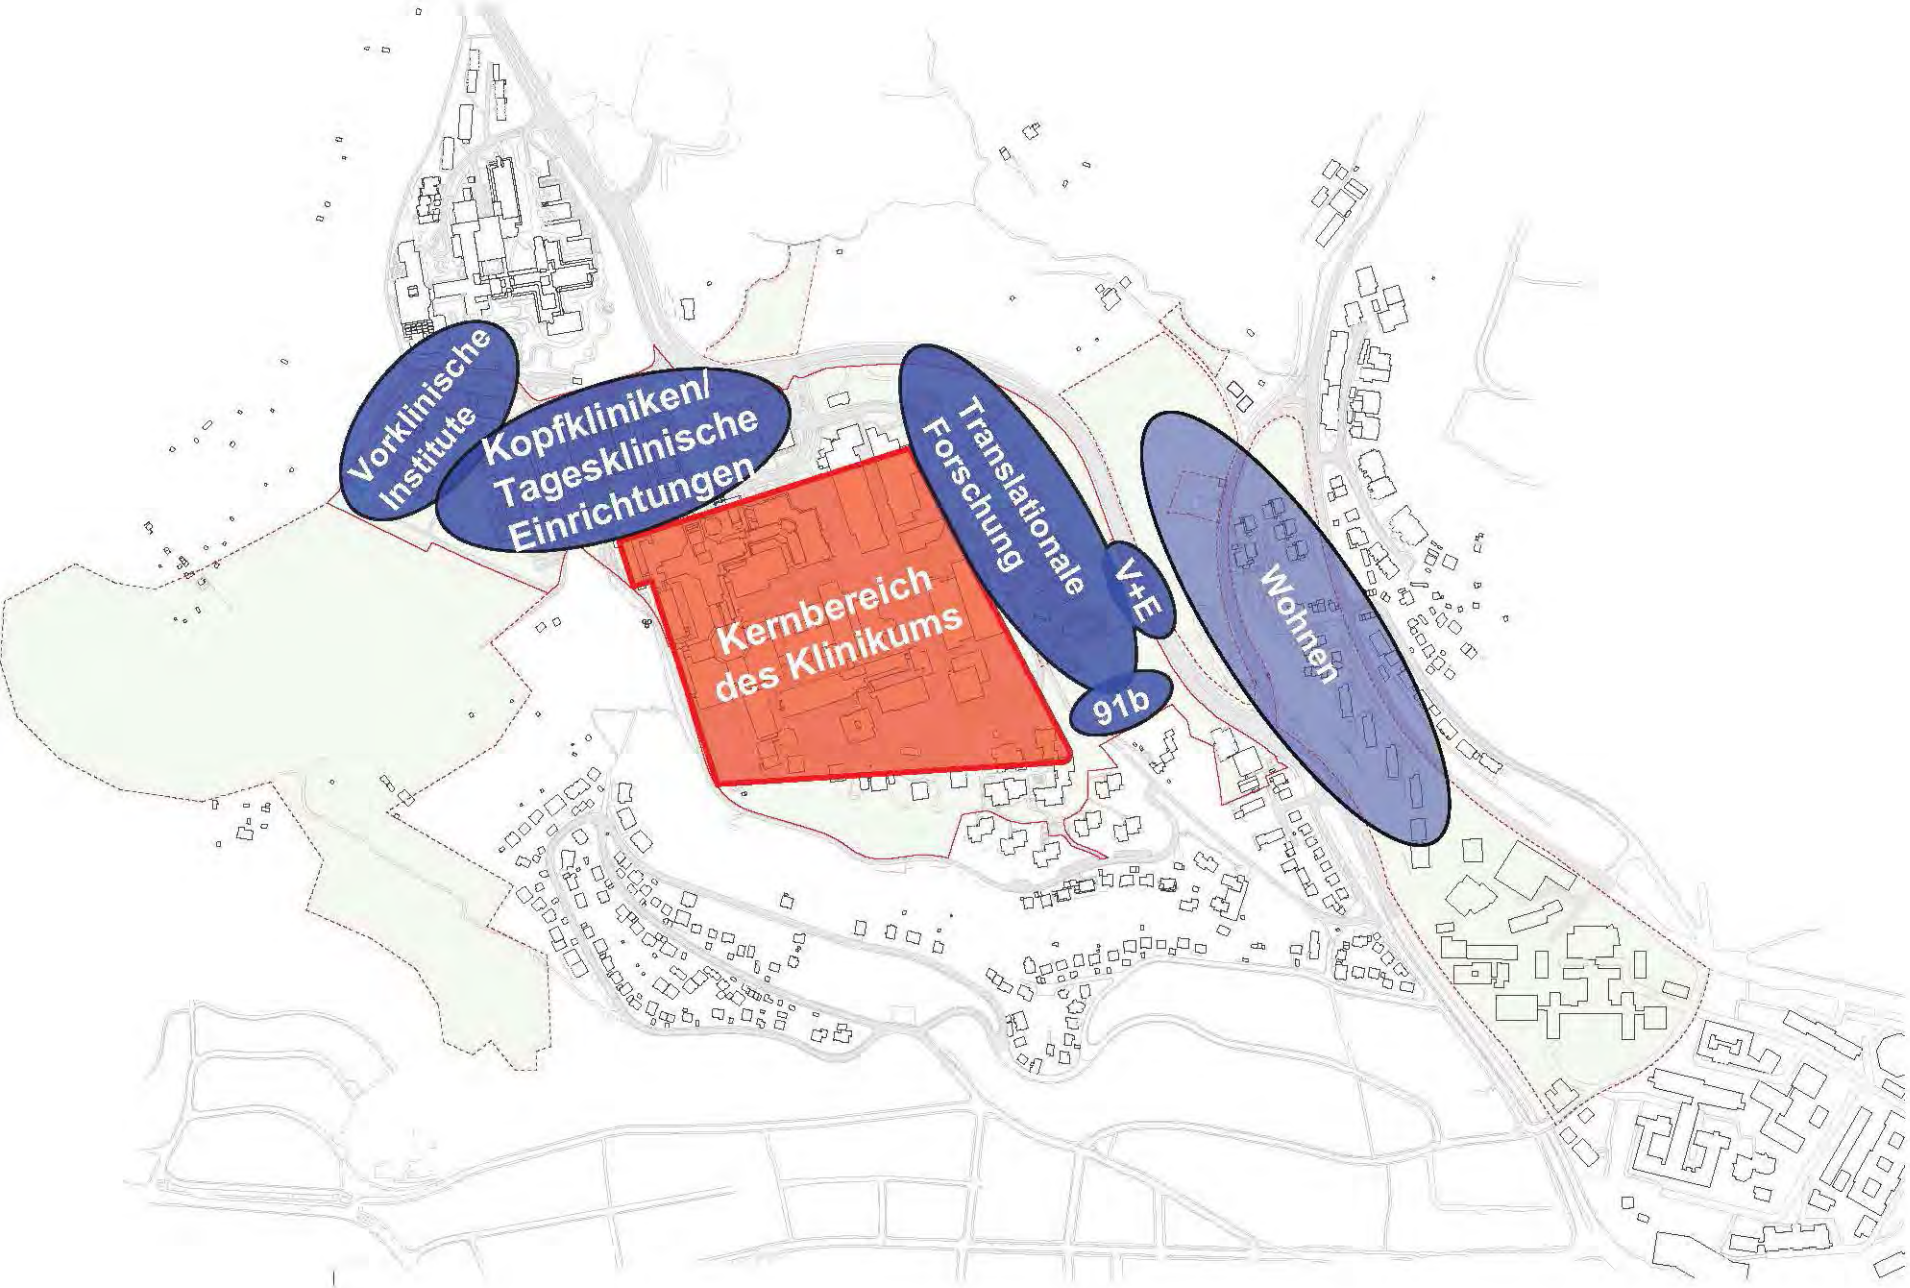 Vorklinische
Institute
Kopfkliniken/
Tagesklinische
Einrichtungen
Translationale
Forschung
V+E
Wohnen
Kernbereich
des Klinikums
91b